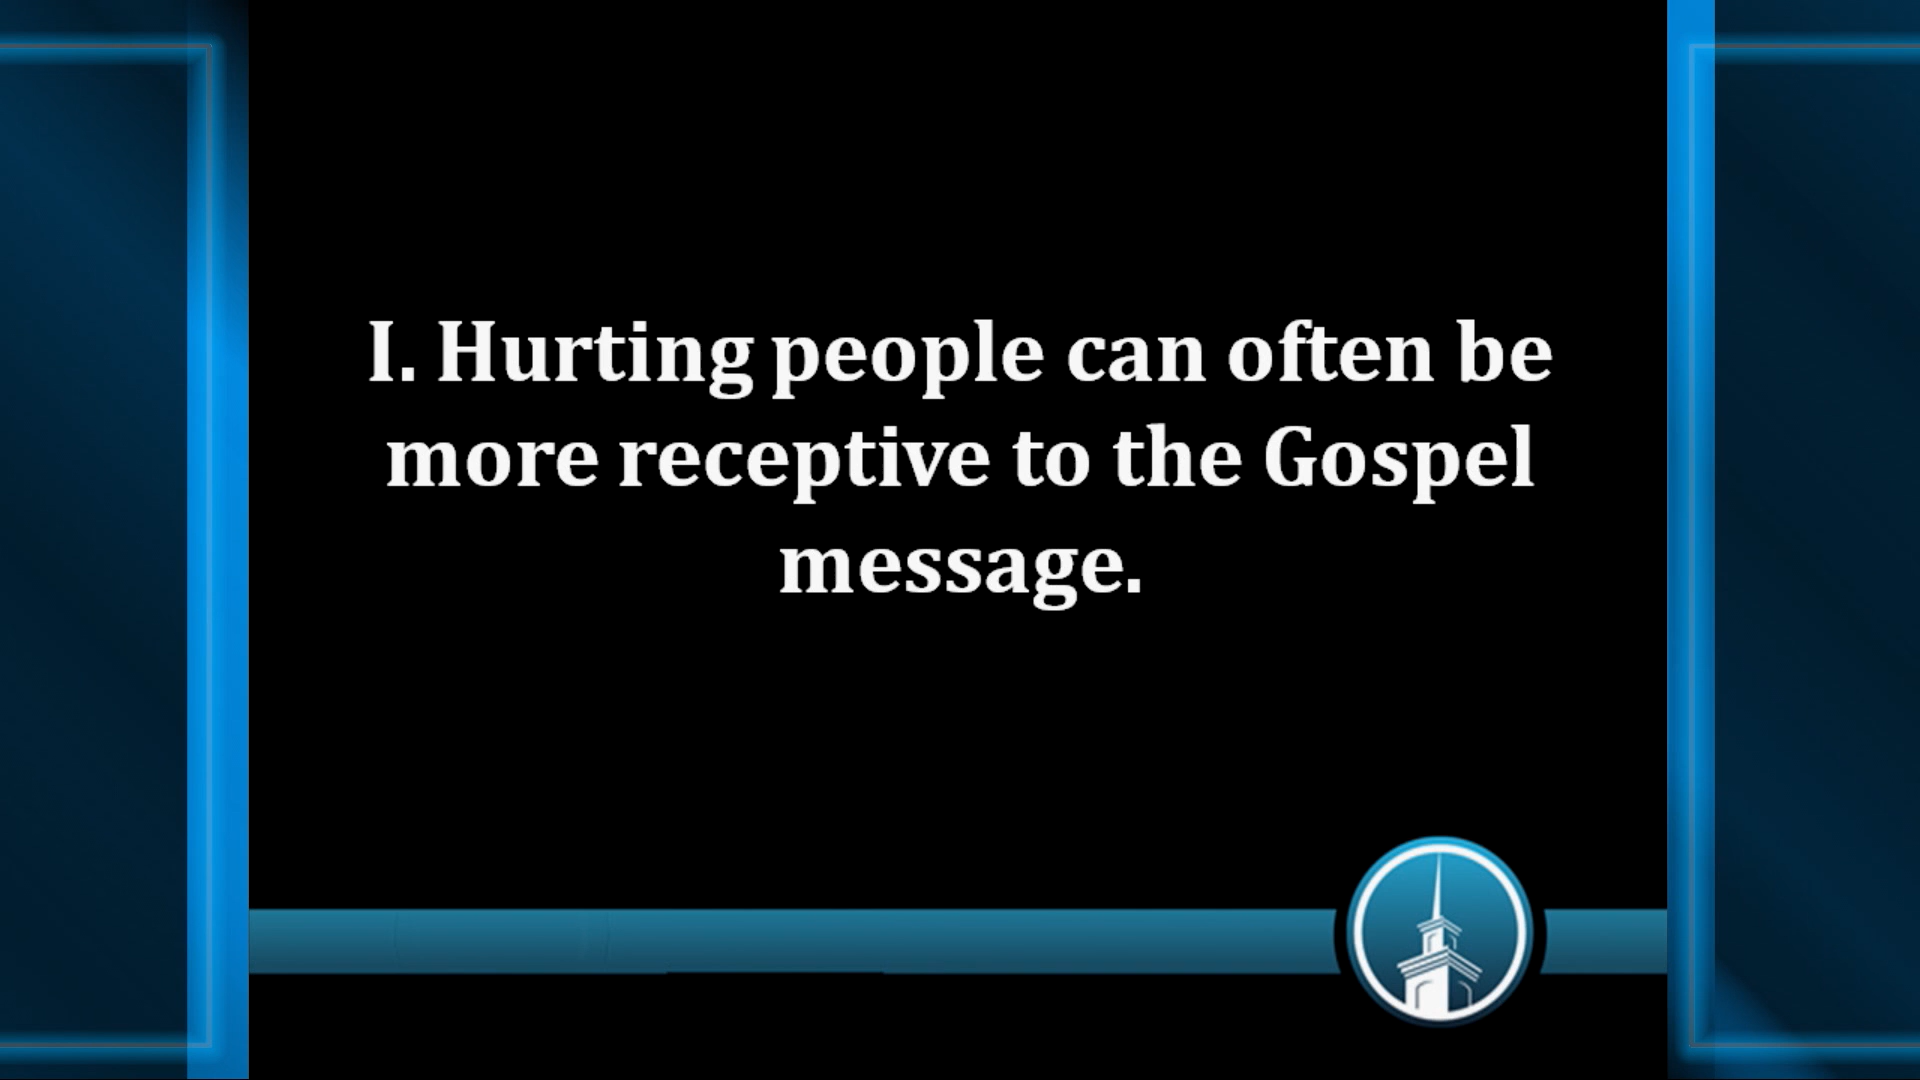 I. Hurting people can often be
more receptive to the Gospel
message.